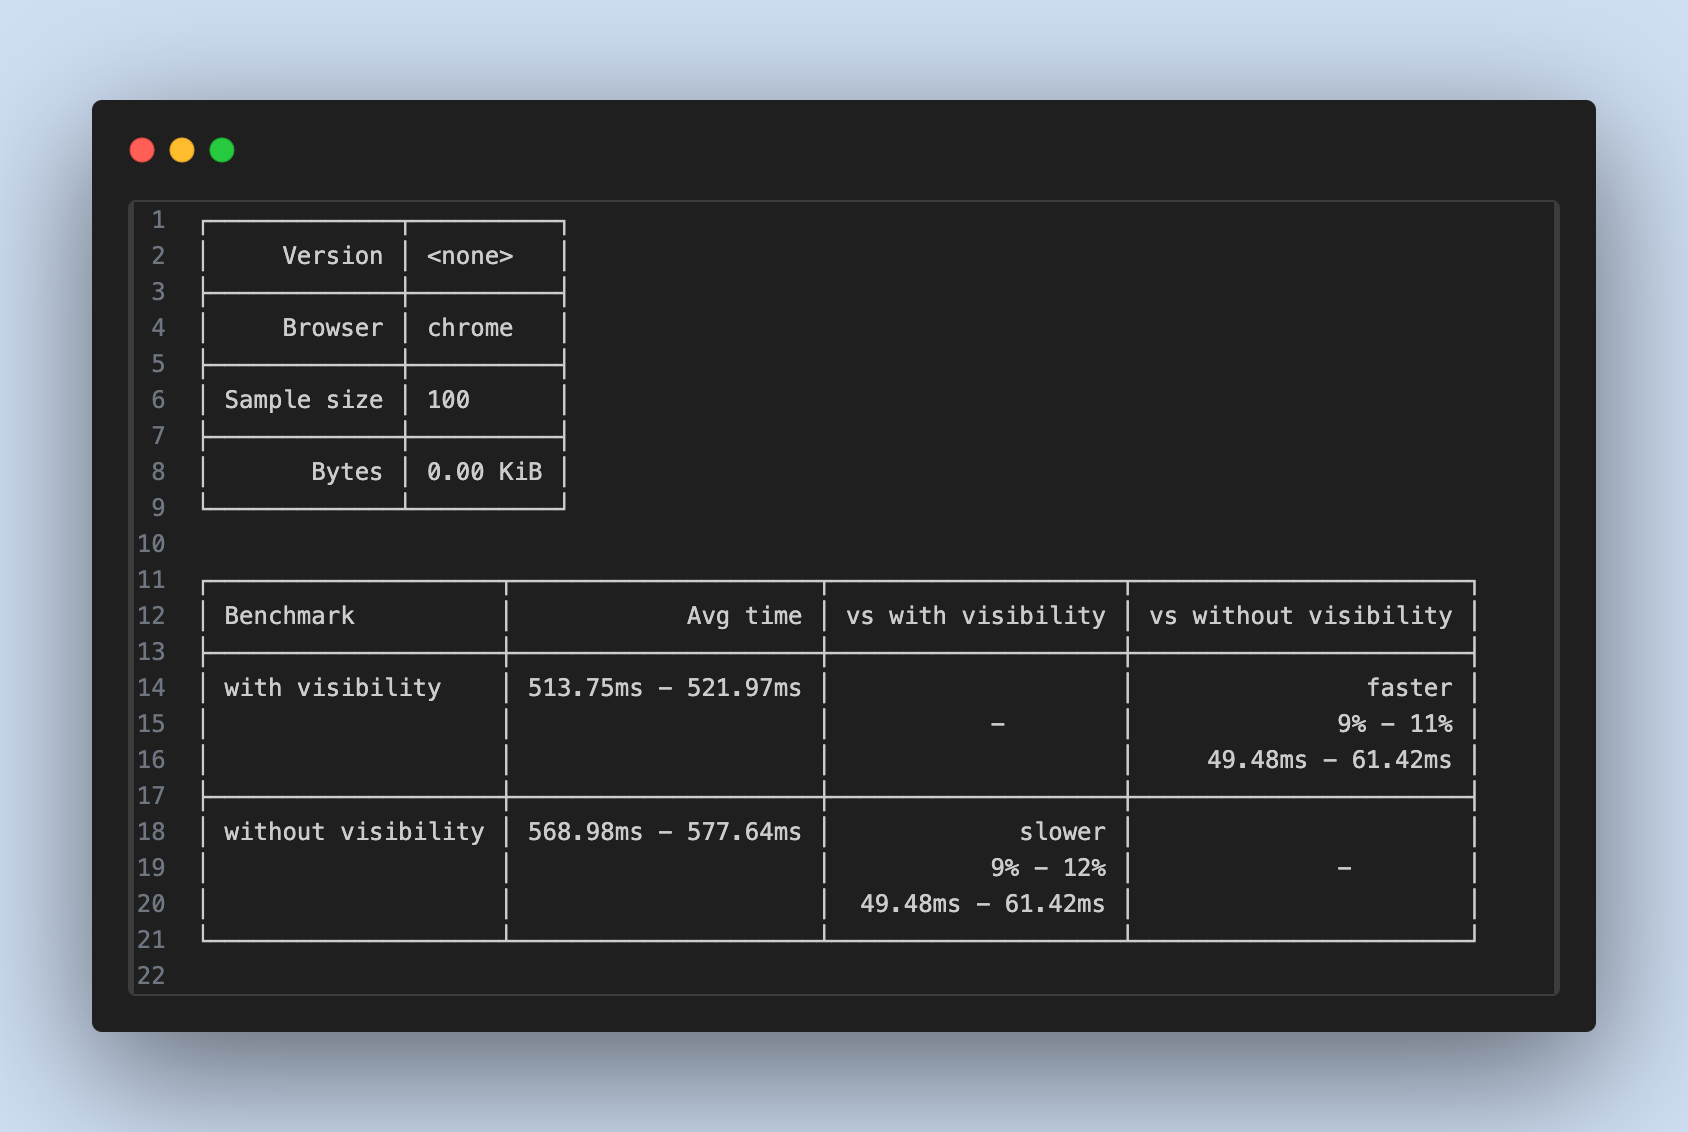 1 ┌─────────────┬──────────┐
2 │     Version │ <none>   │
3 ├─────────────┼──────────┤
4 │     Browser │ chrome   │
5 ├─────────────┼──────────┤
6 │ Sample size │ 100      │
7 ├─────────────┼──────────┤
8 │       Bytes │ 0.00 KiB │
9 └─────────────┴──────────┘
10
11 ┌────────────────────┬─────────────────────┬────────────────────┬───────────────────────┐
12 │ Benchmark          │            Avg time │ vs with visibility │ vs without visibility │
13 ├────────────────────┼─────────────────────┼────────────────────┼───────────────────────┤
14 │ with visibility    │ 513.75ms - 521.97ms │                    │                faster │
15 │                    │                     │           -        │              9% - 11% │
16 │                    │                     │                    │     49.48ms - 61.42ms │
17 ├────────────────────┼─────────────────────┼────────────────────┼───────────────────────┤
18 │ without visibility │ 568.98ms - 577.64ms │             slower │                       │
19 │                    │                     │           9% - 12% │              -        │
20 │                    │                     │  49.48ms - 61.42ms │                       │
21 └────────────────────┴─────────────────────┴────────────────────┴───────────────────────┘
22